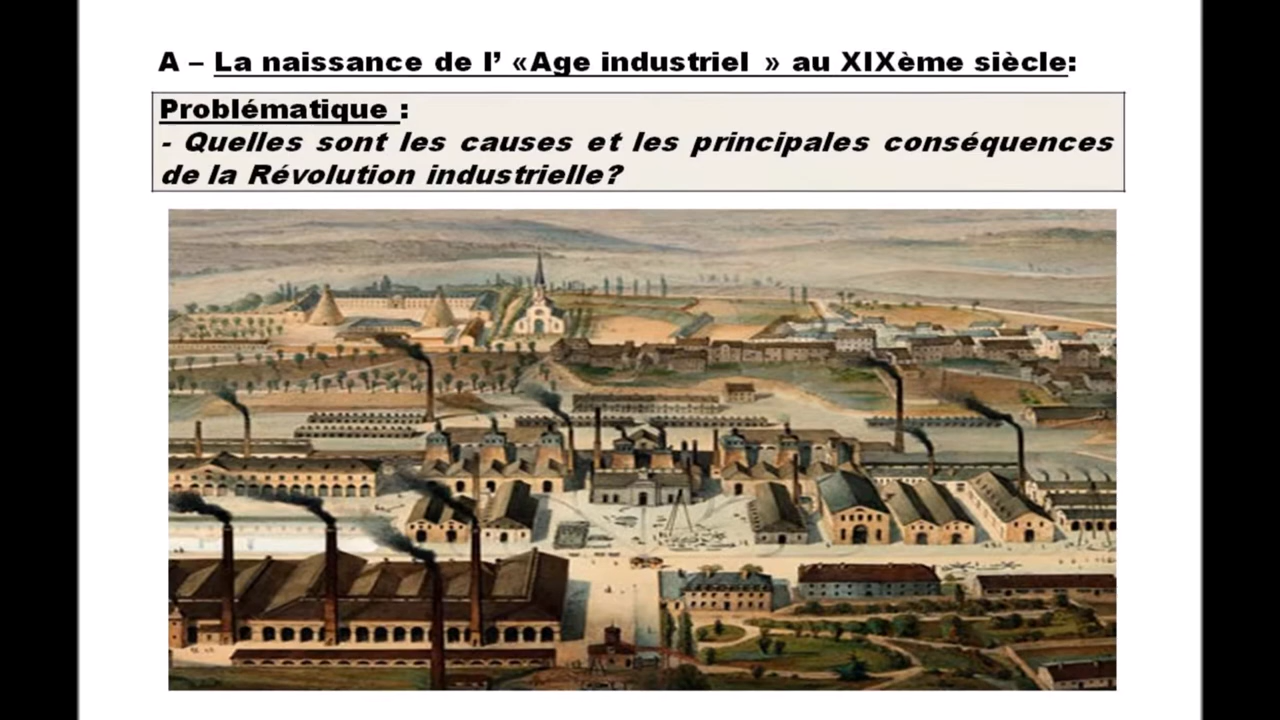 A – La naissance de l’ «Age industriel » au XIXème siècle:
Problématique :
- Quelles sont les causes et les principales conséquences
de la Révolution industrielle?